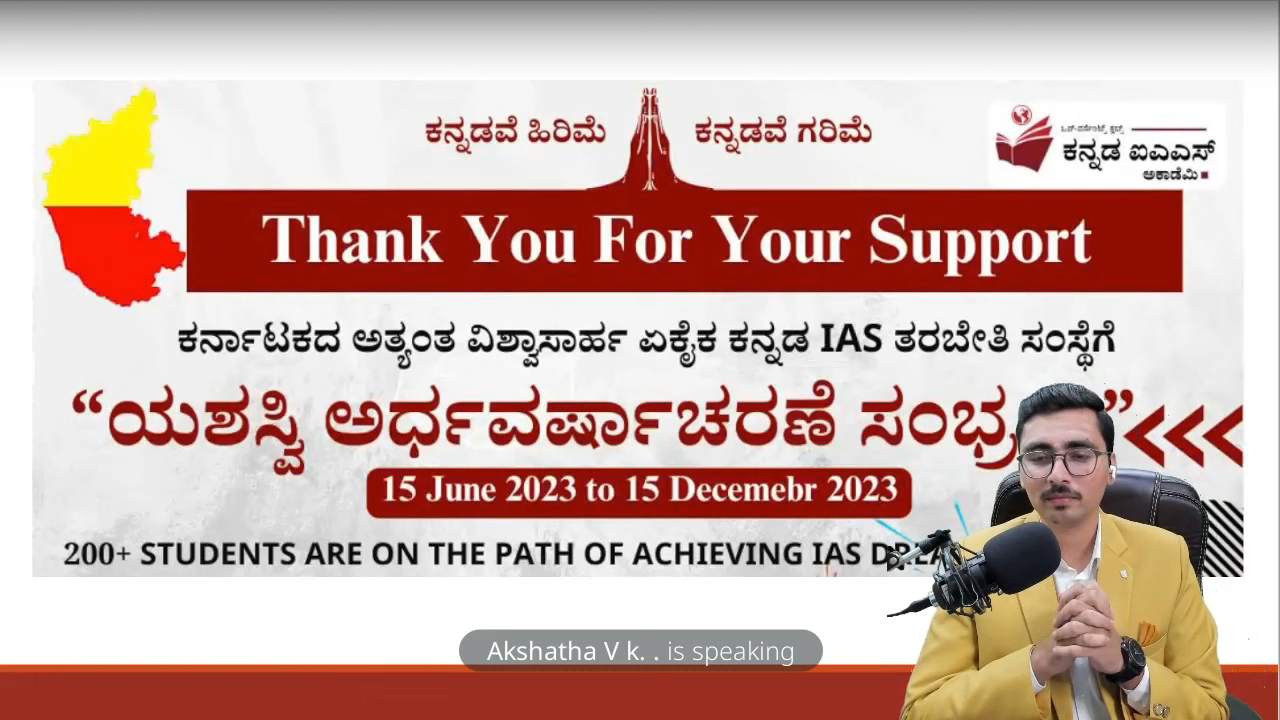 ಕನ್ನಡವೆ ಹಿರಿಮೆ ಕನ್ನಡವೆ ಗರಿಮೆ
ಕನ್ನಡ ಐಎಎಸ್
ಅಕಾಡೆಮಿ
Thank You For Your Support
ಕರ್ನಾಟಕದ ಅತ್ಯಂತ ವಿಶ್ವಾಸಾರ್ಹ ಏಕೈಕ ಕನ್ನಡ IAS ತರಬೇತಿ ಸಂಸ್ಥೆಗೆ
“ಯಶಸ್ವಿ ಅರ್ಧವರ್ಷಾಚರಣೆ
15 June 2023 to 15 Decemebr 2023
200+ STUDENTS ARE ON THE PATH OF ACHIEVING IAS
Akshatha V k. . is speaking